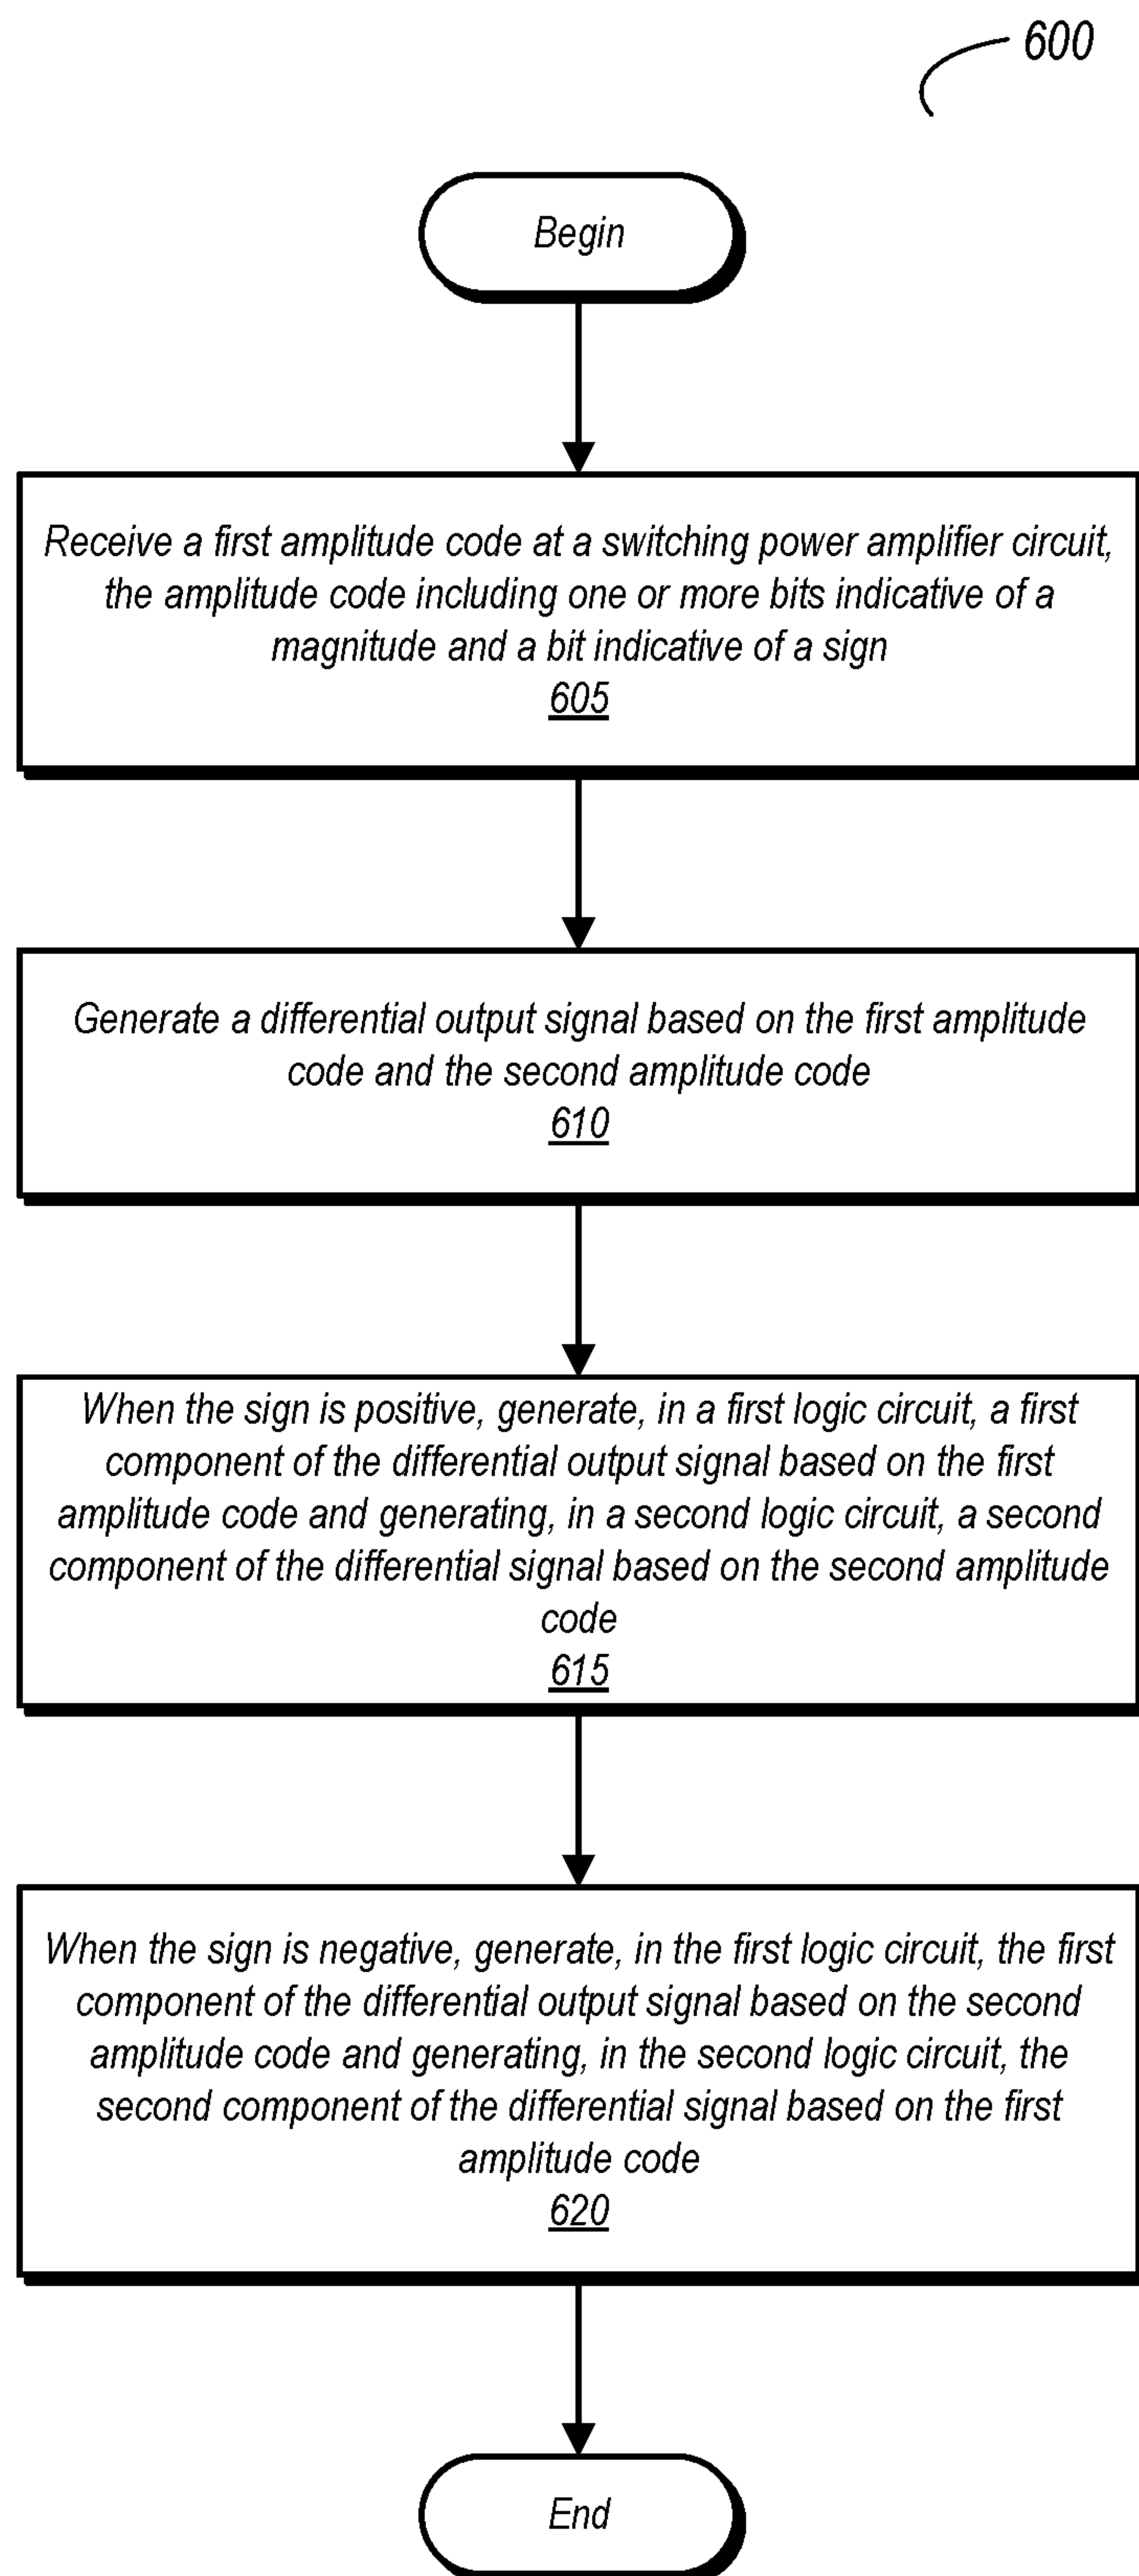 600
Begin
Receive a first amplitude code at a switching power amplifier circuit,
the amplitude code including one or more bits indicative of a
magnitude and a bit indicative of a sign
605
Generate a differential output signal based on the first amplitude
code and the second amplitude code
610
When the sign is positive, generate, in a first logic circuit, a first
component of the differential output signal based on the first
amplitude code and generating, in a second logic circuit, a second
component of the differential signal based on the second amplitude
code
615
When the sign is negative, generate, in the first logic circuit, the first
component of the differential output signal based on the second
amplitude code and generating, in the second logic circuit, the
second component of the differential signal based on the first
amplitude code
620
End